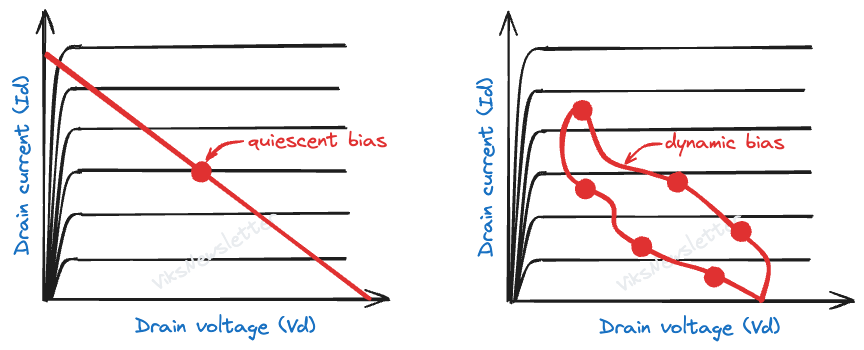 Drain current (Id)
quiescent bias
ViksNewsletter
Drain voltage (Vd)
Drain current (Id)
dynamic bias
ViksNewsletter
Drain voltage (Vd)